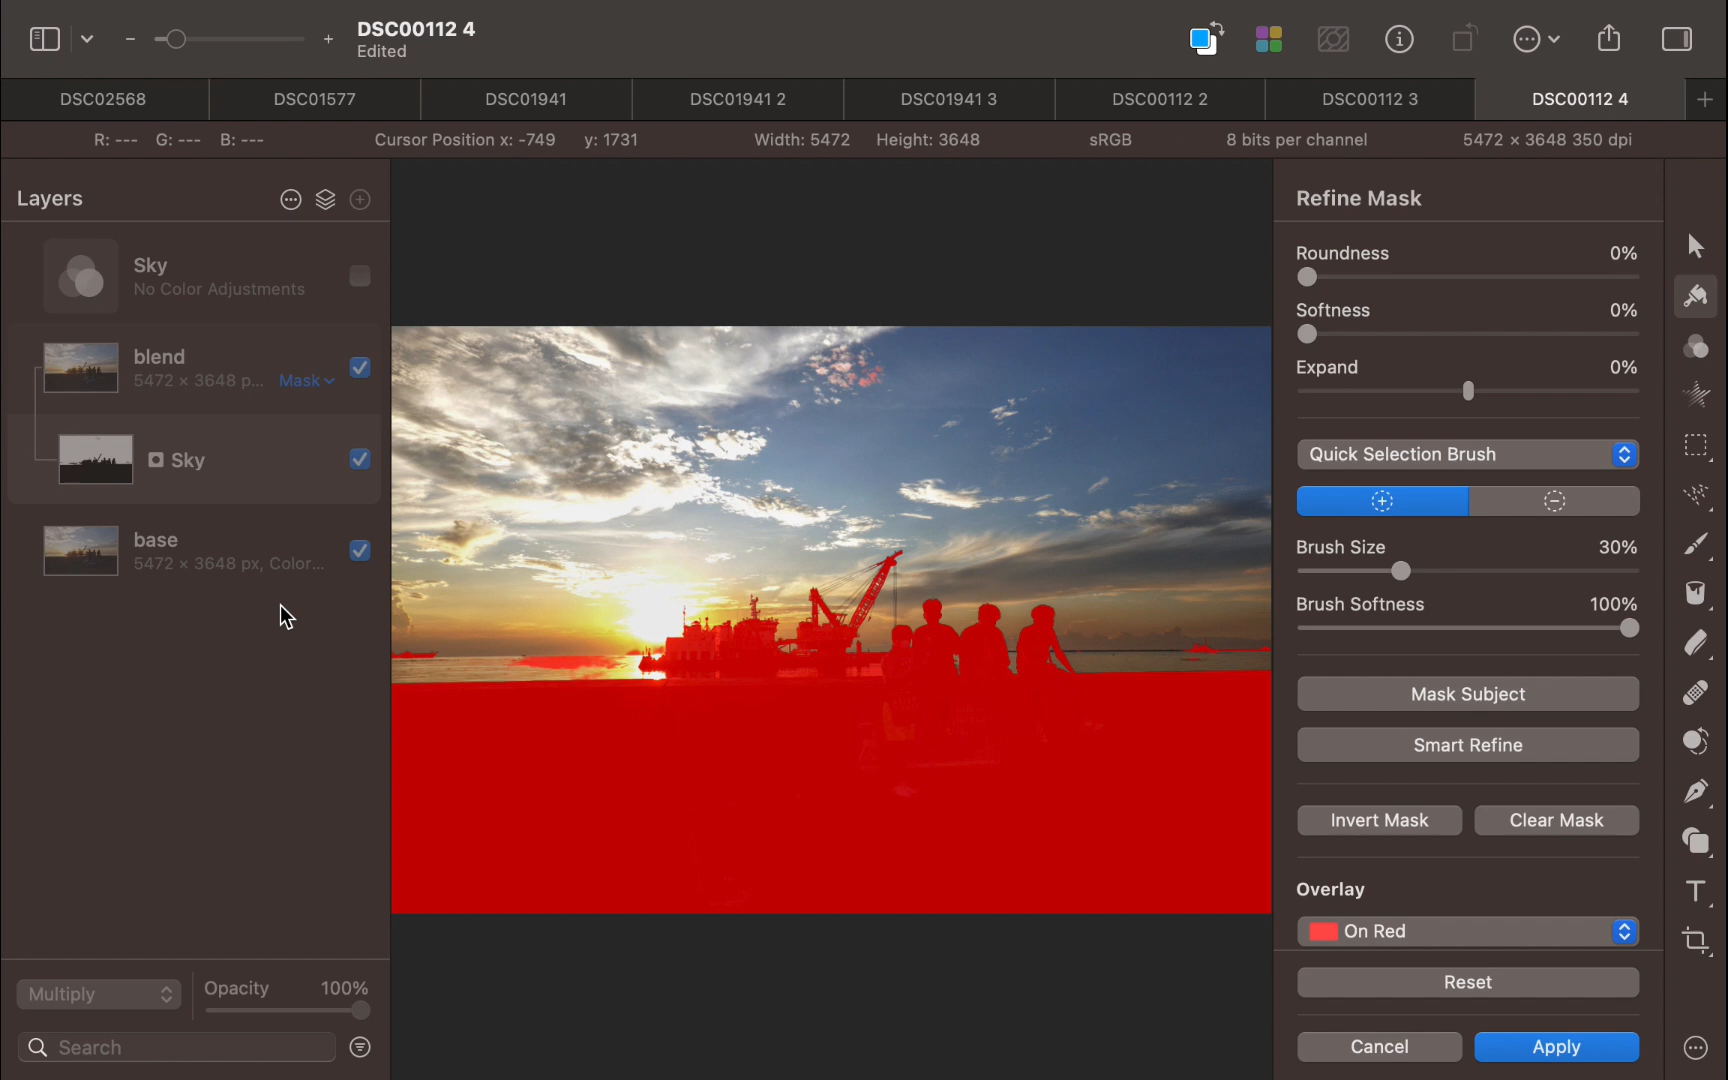 DSC00112 4
Edited
DSC02568
DSC01577
DSC01941
DSC01941 2
DSC01941 3
DSC00112 2
DSC00112 3
DSC00112 4
R: --- G: --- B: ---
Cursor Position x: -749 y: 1731
Width: 5472 Height: 3648
sRGB
8 bits per channel
5472 × 3648 350 dpi
Layers
Sky
No Color Adjustments
blend
5472 × 3648 p... Mask
Sky
base
5472 × 3648 px, Color...
Multiply
Opacity 100%
Search
Refine Mask
Roundness 0%
Softness 0%
Expand 0%
Quick Selection Brush
Brush Size 30%
Brush Softness 100%
Mask Subject
Smart Refine
Invert Mask
Clear Mask
Overlay
On Red
Reset
Cancel
Apply